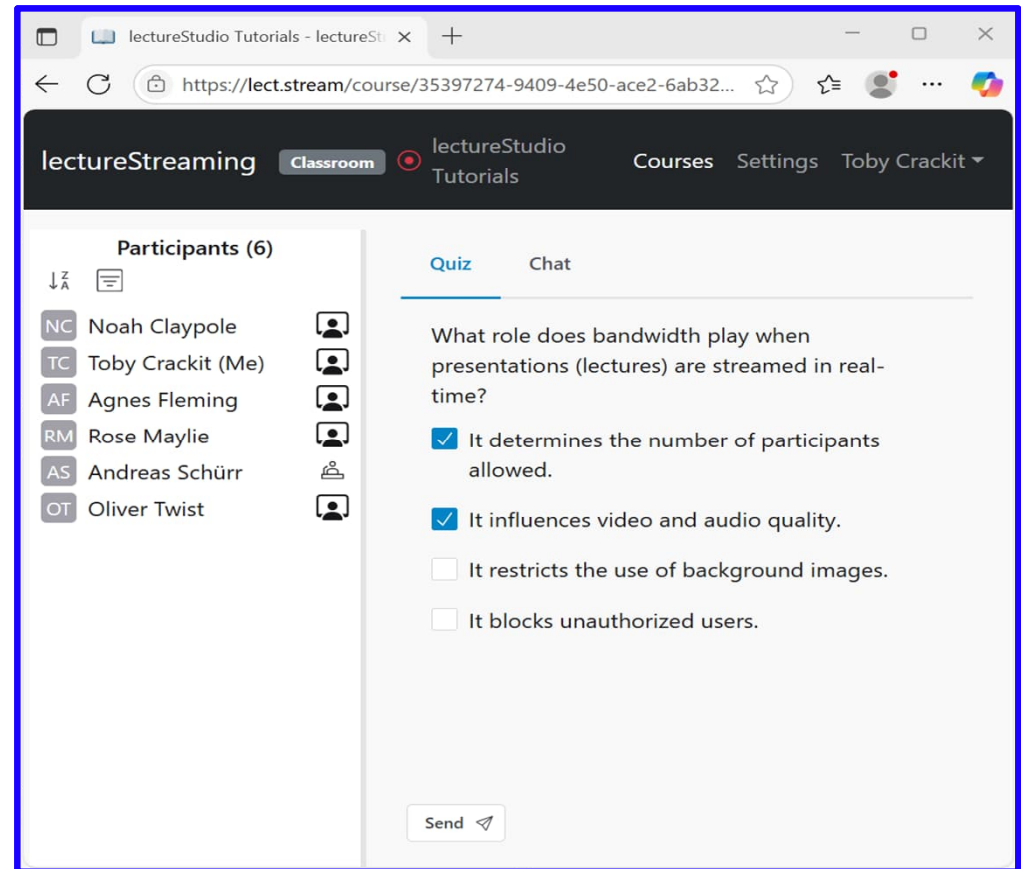 lectureStudio Tutorials - lectureSt
https://lect.stream/course/35397274-9409-4e50-ace2-6ab32...
lectureStreaming Classroom lectureStudio Tutorials Courses Settings Toby Crackit
Participants (6)
NC Noah Claypole
TC Toby Crackit (Me)
AF Agnes Fleming
RM Rose Maylie
AS Andreas Schürr
OT Oliver Twist
Quiz Chat
What role does bandwidth play when
presentations (lectures) are streamed in real-
time?
It determines the number of participants
allowed.
It influences video and audio quality.
It restricts the use of background images.
It blocks unauthorized users.
Send